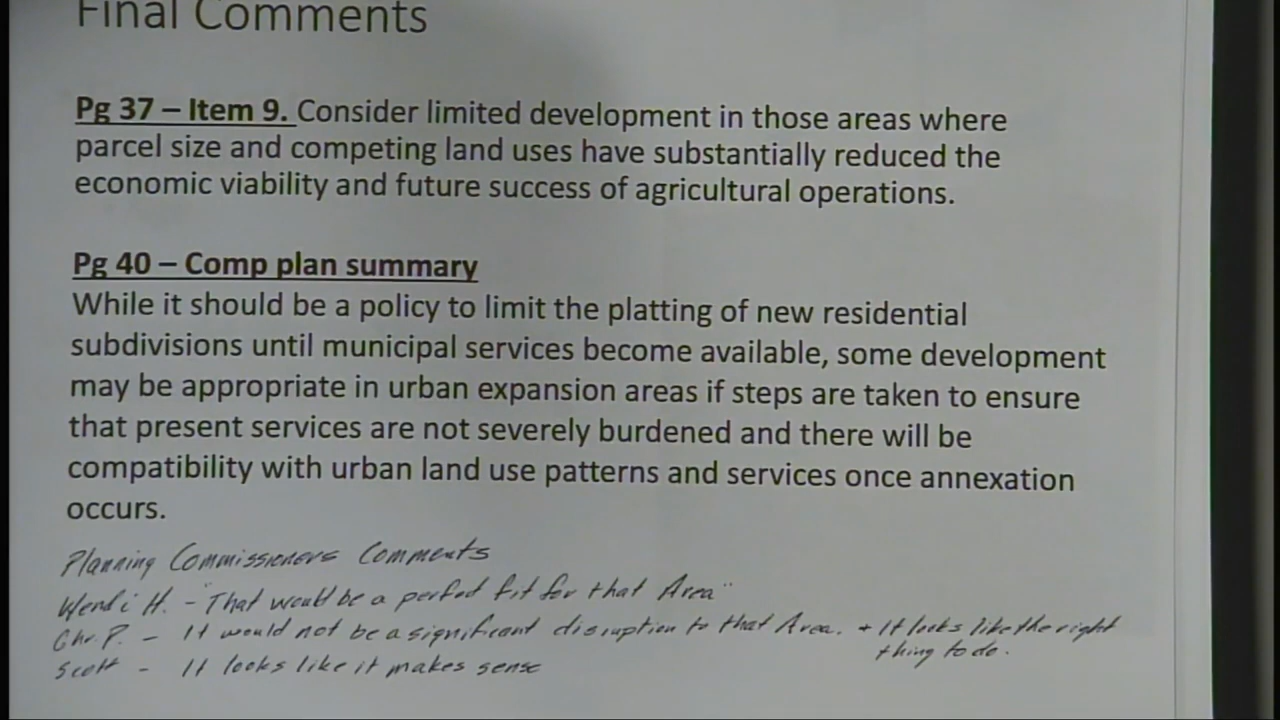 Final Comments
Pg 37 – Item 9. Consider limited development in those areas where
parcel size and competing land uses have substantially reduced the
economic viability and future success of agricultural operations.
Pg 40 – Comp plan summary
While it should be a policy to limit the platting of new residential
subdivisions until municipal services become available, some development
may be appropriate in urban expansion areas if steps are taken to ensure
that present services are not severely burdened and there will be
compatibility with urban land use patterns and services once annexation
occurs.
Planning Commissioners Comments
Wendi H. - "That would be a perfect fit for that Area"
P. - It would not be a significant disruption to that Area. + It looks like the right
thing to do.
Scott - It looks like it makes sense